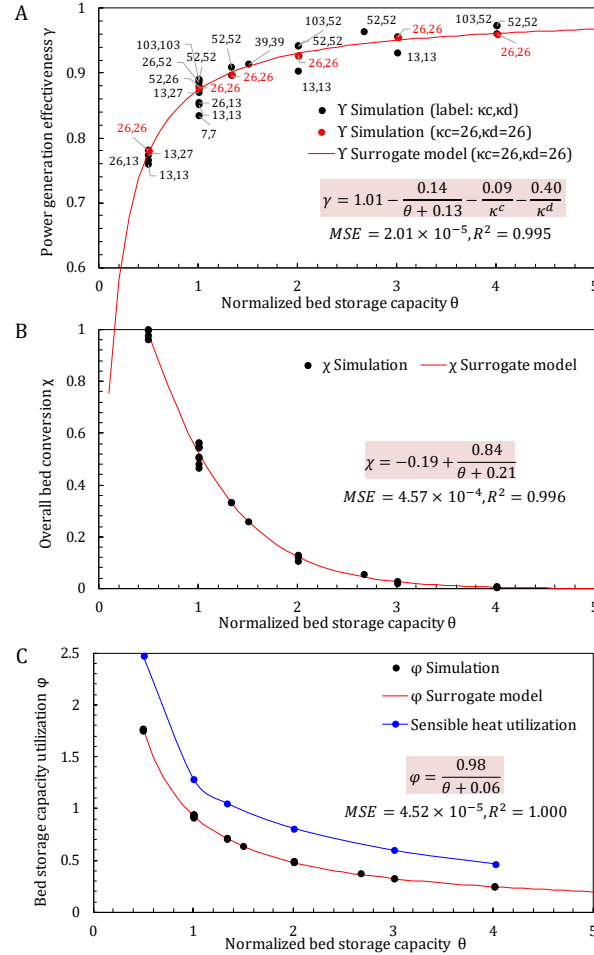 A
Power generation effectiveness γ
1
0.9
0.8
0.7
0.6
103,103
52,52
26,52
52,26
13,27
26,26
26,13
13,13
7,7
26,26
26,13
13,27
13,13
52,52
26,26
39,39
103,52
52,52
26,26
13,13
52,52
26,26
13,13
103,52
52,52
26,26
ϒ Simulation (label: κc,κd)
ϒ Simulation (κc=26,κd=26)
ϒ Surrogate model (κc=26,κd=26)
γ = 1.01 − 0.14/(θ + 0.13) − 0.09/κ^c − 0.40/κ^d
MSE = 2.01 × 10⁻⁵, R² = 0.995
0 1 2 3 4 5
Normalized bed storage capacity θ
B
Overall bed conversion χ
1
0.8
0.6
0.4
0.2
0
χ Simulation
χ Surrogate model
χ = −0.19 + 0.84/(θ + 0.21)
MSE = 4.57 × 10⁻⁴, R² = 0.996
0 1 2 3 4 5
Normalized bed storage capacity θ
C
Bed storage capacity utilization φ
2.5
2
1.5
1
0.5
0
φ Simulation
φ Surrogate model
Sensible heat utilization
φ = 0.98/(θ + 0.06)
MSE = 4.52 × 10⁻⁵, R² = 1.000
0 1 2 3 4 5
Normalized bed storage capacity θ